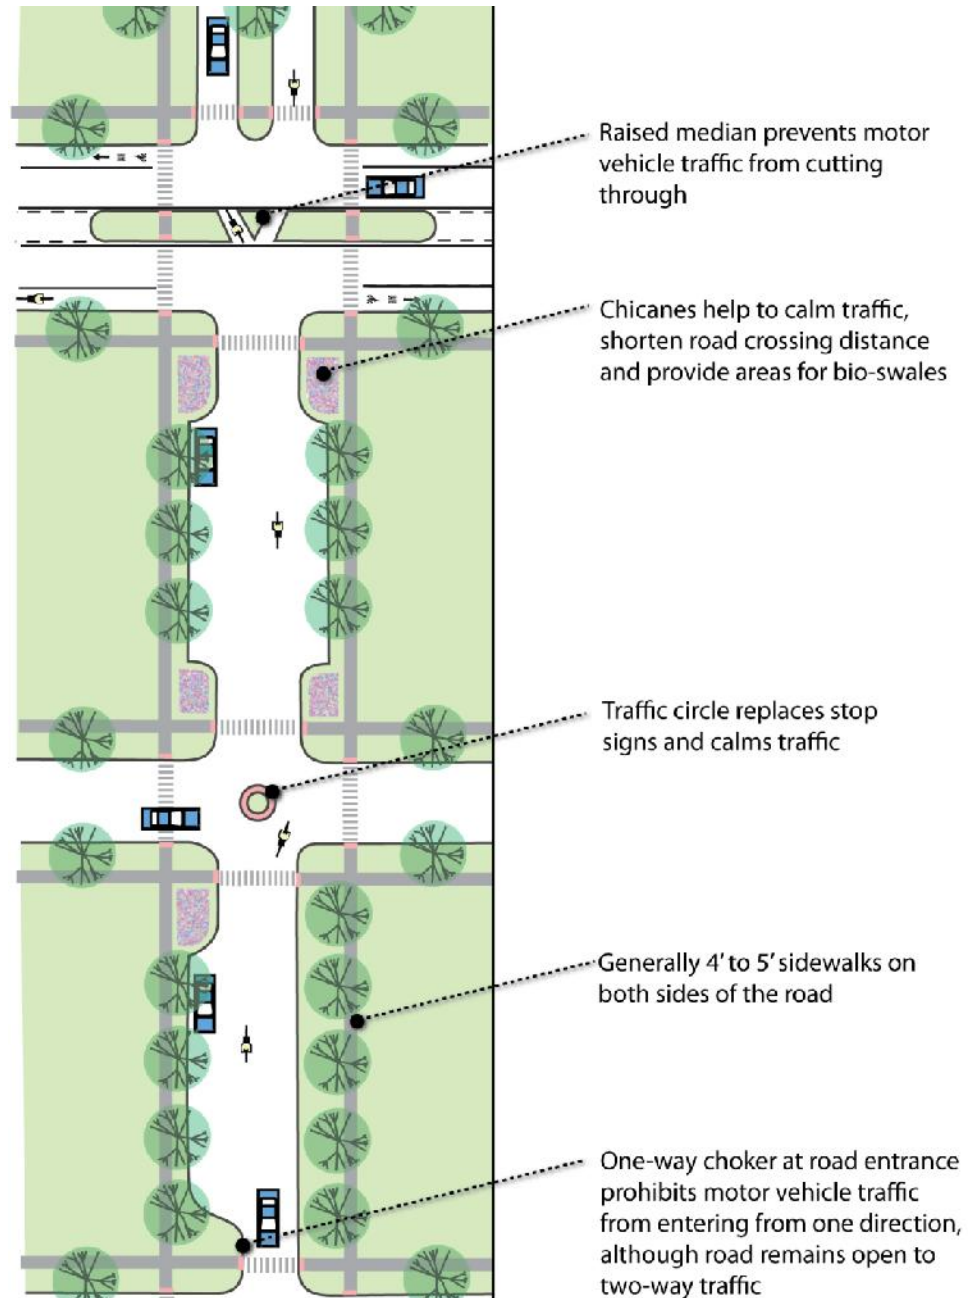 Raised median prevents motor
vehicle traffic from cutting
through
Chicanes help to calm traffic,
shorten road crossing distance
and provide areas for bio-swales
Traffic circle replaces stop
signs and calms traffic
Generally 4' to 5' sidewalks on
both sides of the road
One-way choker at road entrance
prohibits motor vehicle traffic
from entering from one direction,
although road remains open to
two-way traffic